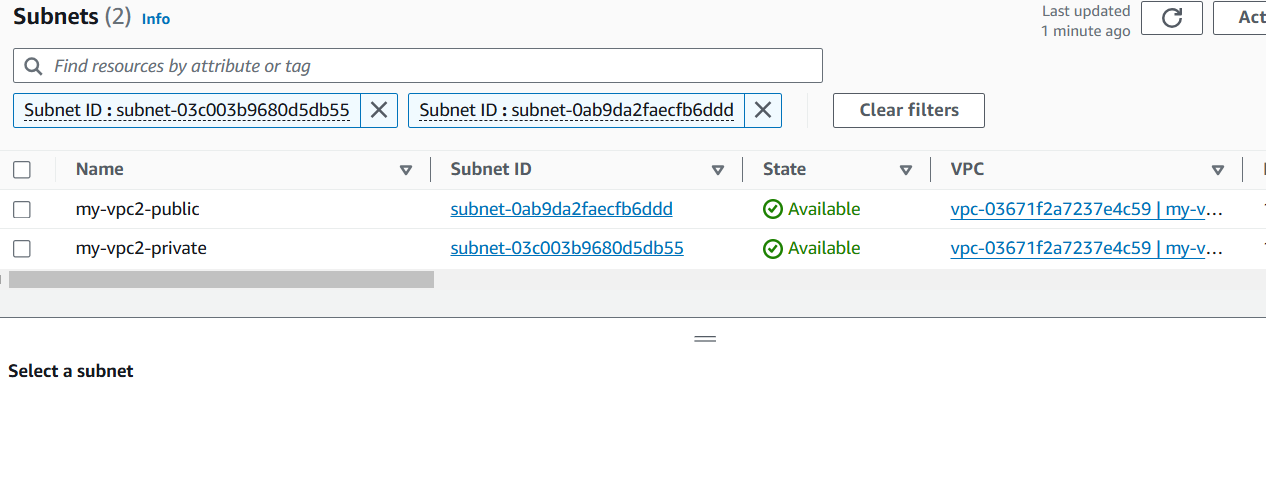 Subnets (2) Info
Last updated
1 minute ago
Act
Find resources by attribute or tag
Subnet ID : subnet-03c003b9680d5db55
Subnet ID : subnet-0ab9da2faecfb6ddd
Clear filters
Name Subnet ID State VPC
my-vpc2-public subnet-0ab9da2faecfb6ddd Available vpc-03671f2a7237e4c59 | my-v…
my-vpc2-private subnet-03c003b9680d5db55 Available vpc-03671f2a7237e4c59 | my-v…
Select a subnet